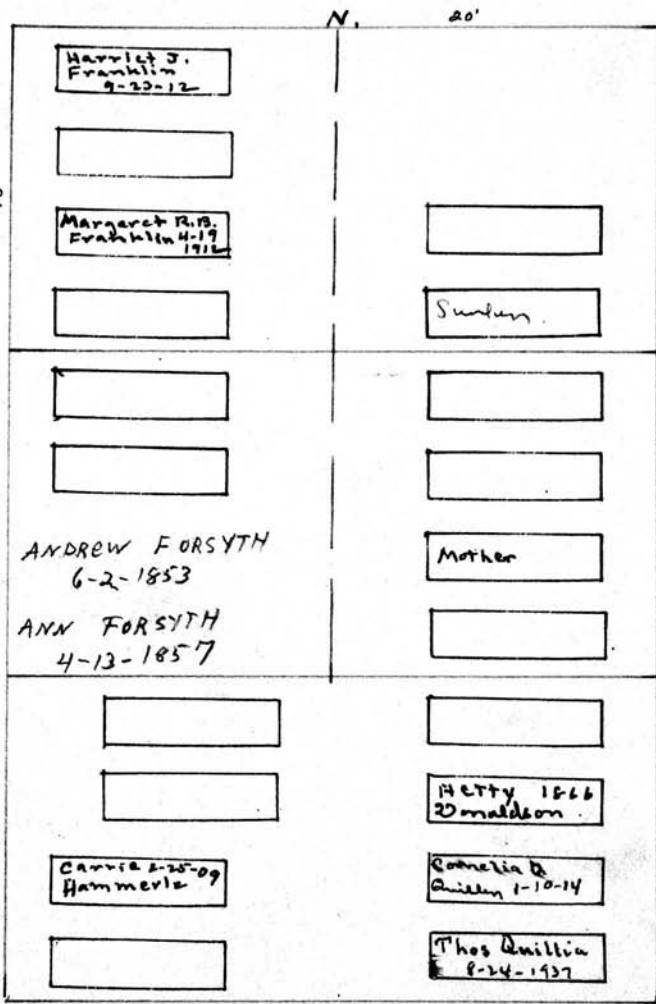 N. 20'
Harriet J.
Franklin
9-23-12
Margaret R.B.
Franklin 4-19
1912
ANDREW FORSYTH
6-2-1853
Mother
ANN FORSYTH
4-13-1857
Hetty 1866
Donaldson
Carrie 2-25-09
Hammerle
Cornelia
Quillen 1-10-14
Thos Quillia
8-24-1937